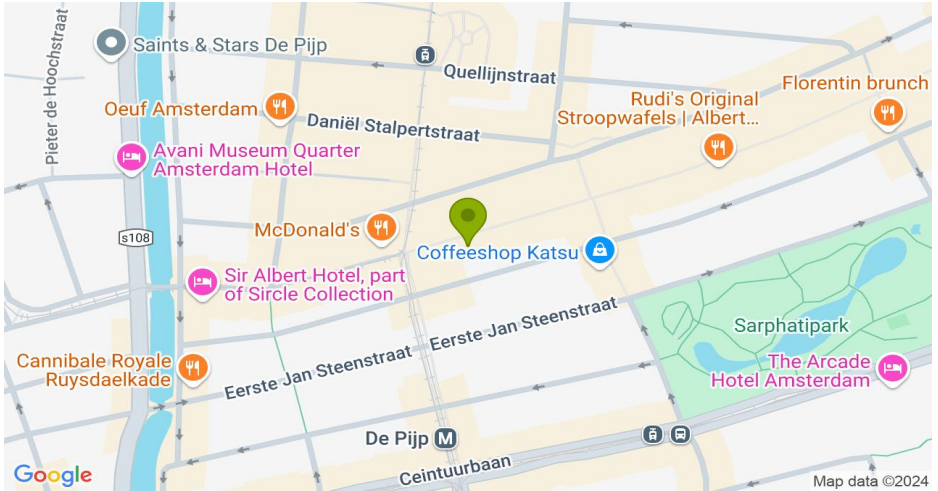 Pieter de Hoochstraat
Saints & Stars De Pijp
Quellijnstraat
Florentin brunch
Oeuf Amsterdam
Rudi's Original
Stroopwafels | Albert...
Daniël Stalpertstraat
Avani Museum Quarter
Amsterdam Hotel
McDonald's
s108
Coffeeshop Katsu
Sir Albert Hotel, part
of Sircle Collection
Sarphatipark
Eerste Jan Steenstraat
Eerste Jan Steenstraat
Cannibale Royale
Ruysdaelkade
The Arcade
Hotel Amsterdam
De Pijp M
Ceintuurbaan
Google
Map data ©2024